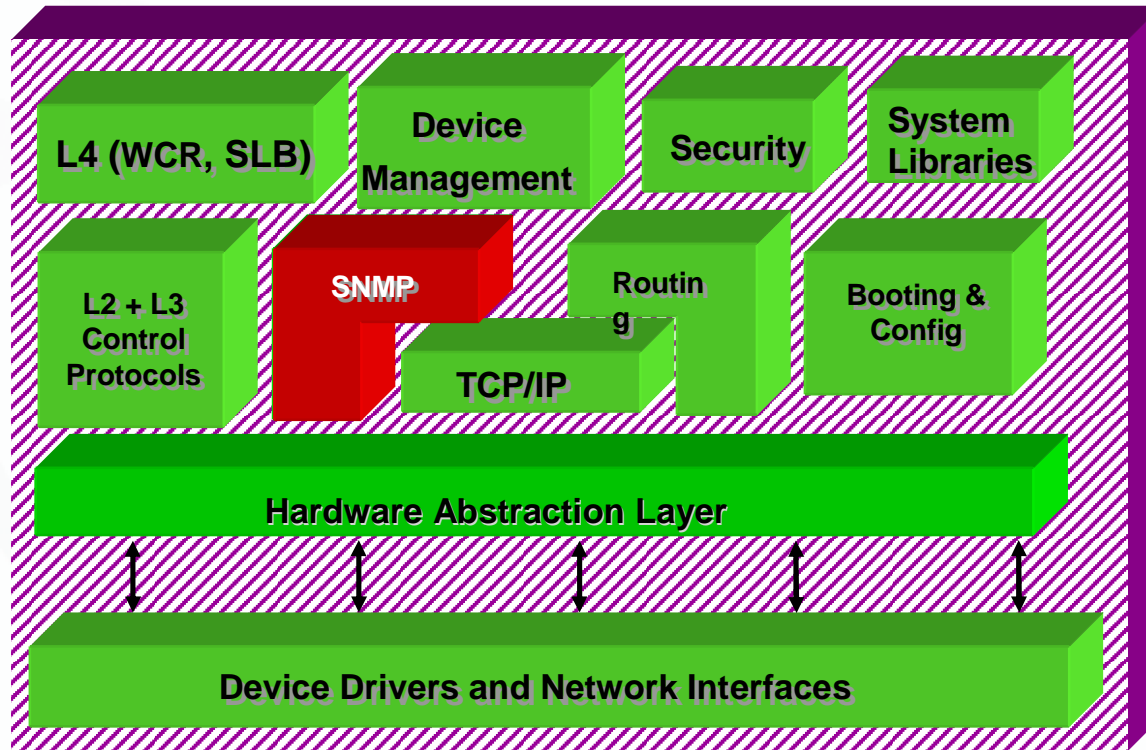 L4 (WCR, SLB)
Device
Management
Security
System
Libraries
L2 + L3
Control
Protocols
SNMP
TCP/IP
Routin
g
Booting &
Config
Hardware Abstraction Layer
Device Drivers and Network Interfaces